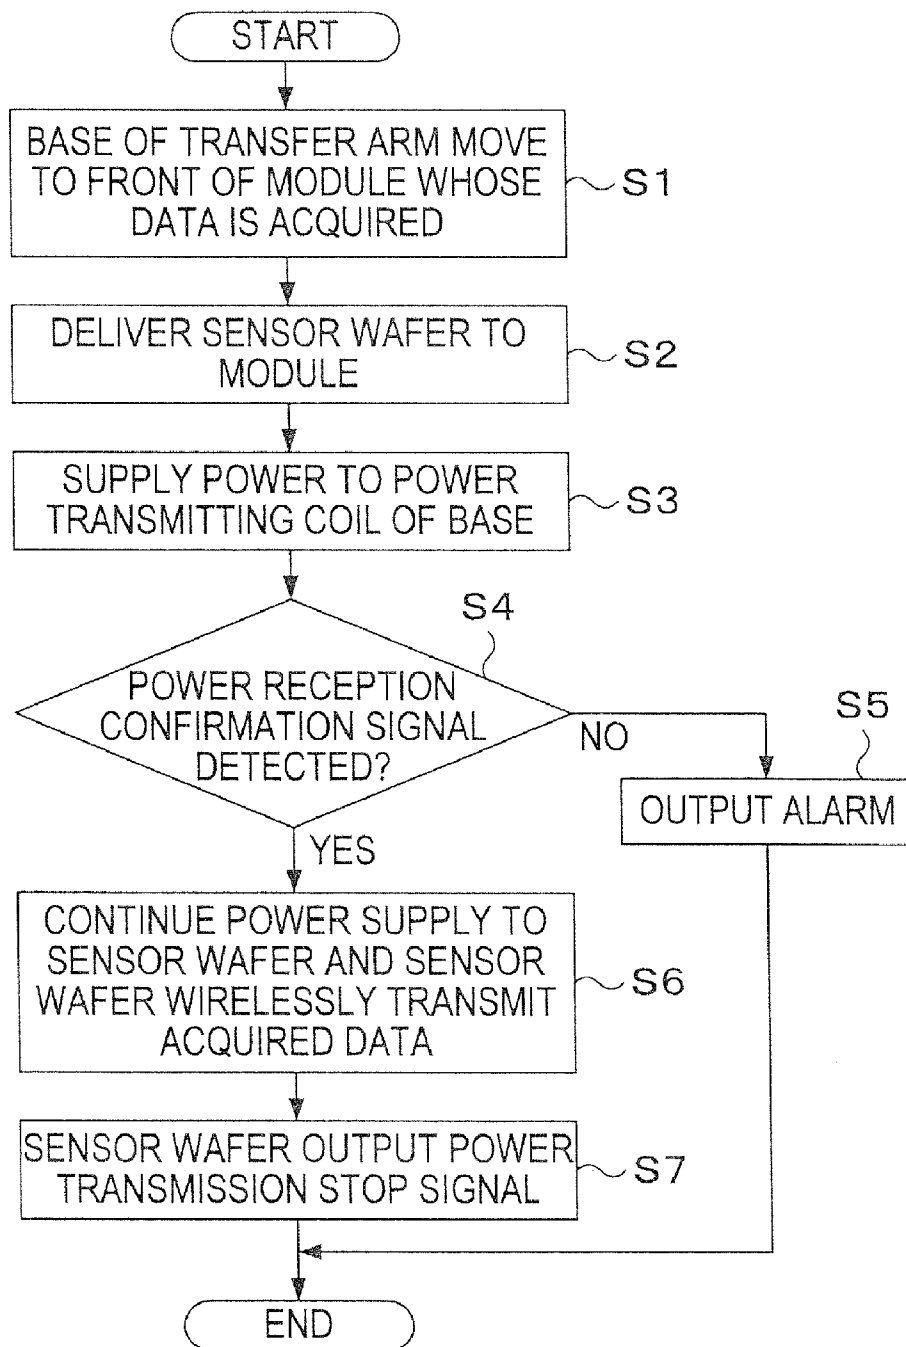 START
BASE OF TRANSFER ARM MOVE
TO FRONT OF MODULE WHOSE
DATA IS ACQUIRED
S1
DELIVER SENSOR WAFER TO
MODULE
S2
SUPPLY POWER TO POWER
TRANSMITTING COIL OF BASE
S3
S4
POWER RECEPTION
CONFIRMATION SIGNAL
DETECTED?
NO
S5
OUTPUT ALARM
YES
CONTINUE POWER SUPPLY TO
SENSOR WAFER AND SENSOR
WAFER WIRELESSLY TRANSMIT
ACQUIRED DATA
S6
SENSOR WAFER OUTPUT POWER
TRANSMISSION STOP SIGNAL
S7
END